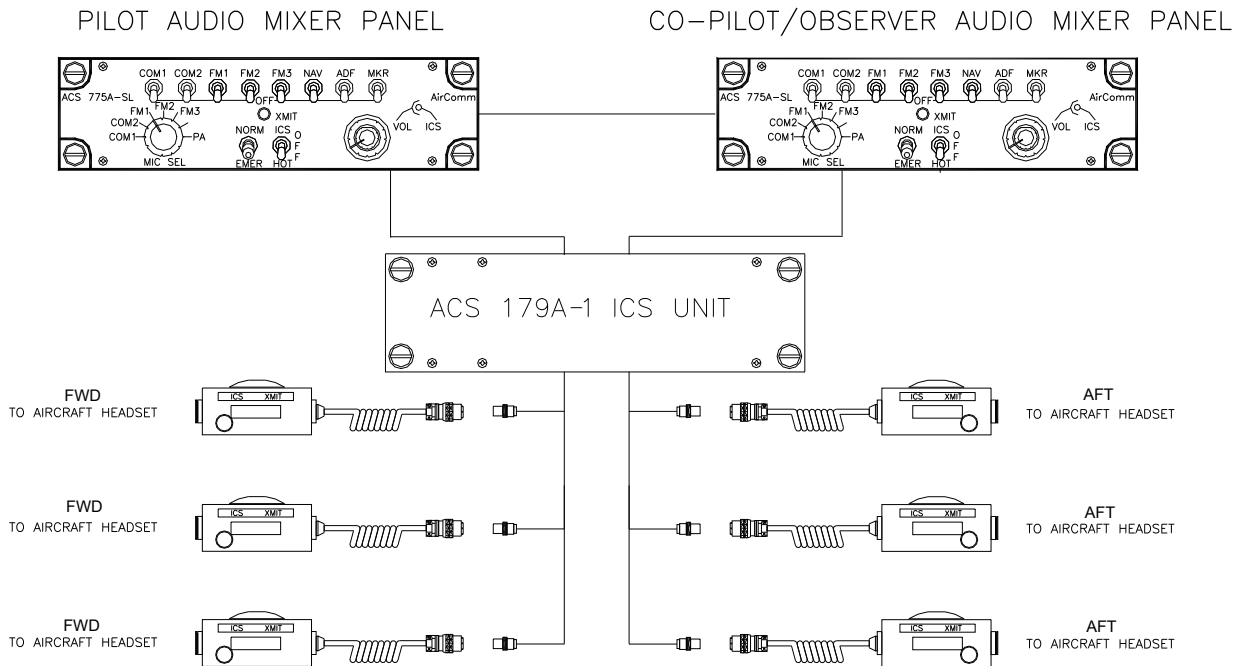 PILOT AUDIO MIXER PANEL
CO-PILOT/OBSERVER AUDIO MIXER PANEL
COM1 COM2 FM1 FM2 FM3 NAV ADF MKR
ACS 775A-SL
AirComm
OFF
FM2
FM1 FM3
XMIT
VOL ICS
COM2
NORM ICS OFF
COM1 PA
MIC SEL
EMER HOT
COM1 COM2 FM1 FM2 FM3 NAV ADF MKR
ACS 775A-SL
AirComm
OFF
FM2
FM1 FM3
XMIT
VOL ICS
COM2
NORM ICS OFF
COM1 PA
MIC SEL
EMER HOT
ACS 179A-1 ICS UNIT
FWD
TO AIRCRAFT HEADSET
ICS XMIT
ICS XMIT
AFT
TO AIRCRAFT HEADSET
FWD
TO AIRCRAFT HEADSET
ICS XMIT
ICS XMIT
AFT
TO AIRCRAFT HEADSET
FWD
TO AIRCRAFT HEADSET
ICS XMIT
ICS XMIT
AFT
TO AIRCRAFT HEADSET